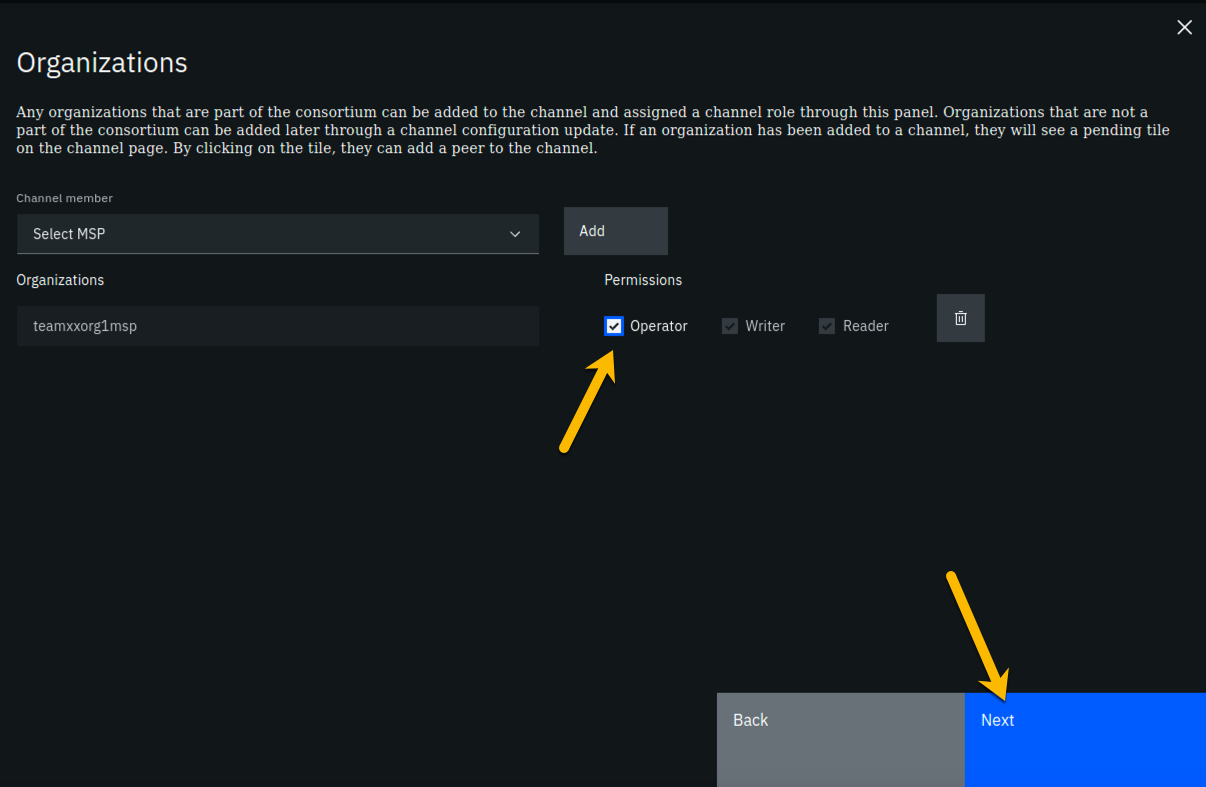 Organizations
Any organizations that are part of the consortium can be added to the channel and assigned a channel role through this panel. Organizations that are not a
part of the consortium can be added later through a channel configuration update. If an organization has been added to a channel, they will see a pending tile
on the channel page. By clicking on the tile, they can add a peer to the channel.
Channel member
Select MSP
Add
Organizations
Permissions
teamxxorg1msp
Operator
Writer
Reader
Back
Next